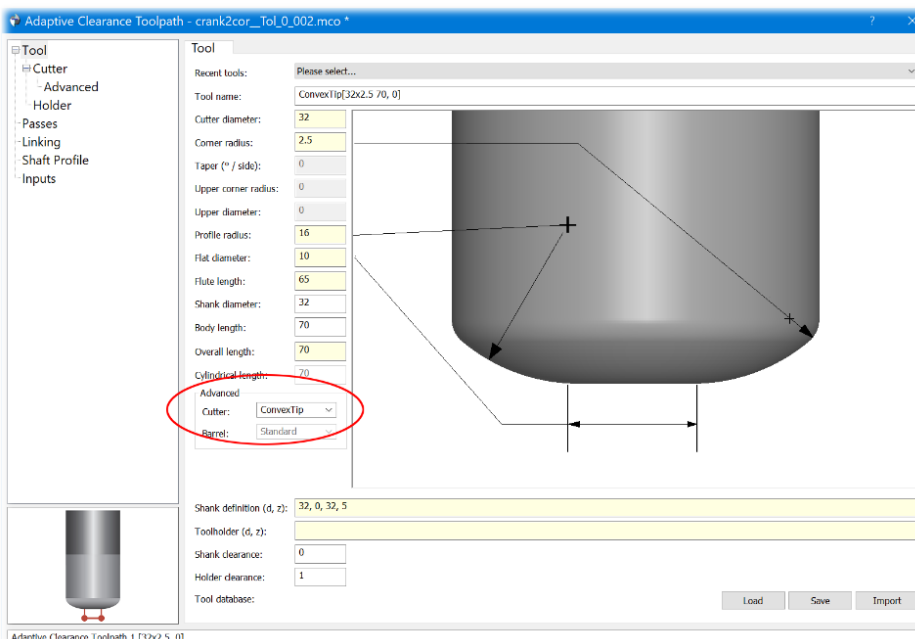 Adaptive Clearance Toolpath - crank2cor__Tol_0_002.mco *
Tool
Cutter
Advanced
Holder
Passes
Linking
Shaft Profile
Inputs
Tool
Recent tools: Please select...
Tool name: ConvexTip[32x2.5 70, 0]
Cutter diameter: 32
Corner radius: 2.5
Taper (º / side): 0
Upper corner radius: 0
Upper diameter: 0
Profile radius: 16
Flat diameter: 10
Flute length: 65
Shank diameter: 32
Body length: 70
Overall length: 70
Cylindrical length: 70
Advanced
Cutter: ConvexTip
Barrel: Standard
Shank definition (d, z): 32, 0, 32, 5
Toolholder (d, z):
Shank clearance: 0
Holder clearance: 1
Tool database: Load Save Import
Adaptive Clearance Toolpath 1 [32x2.5, 0]